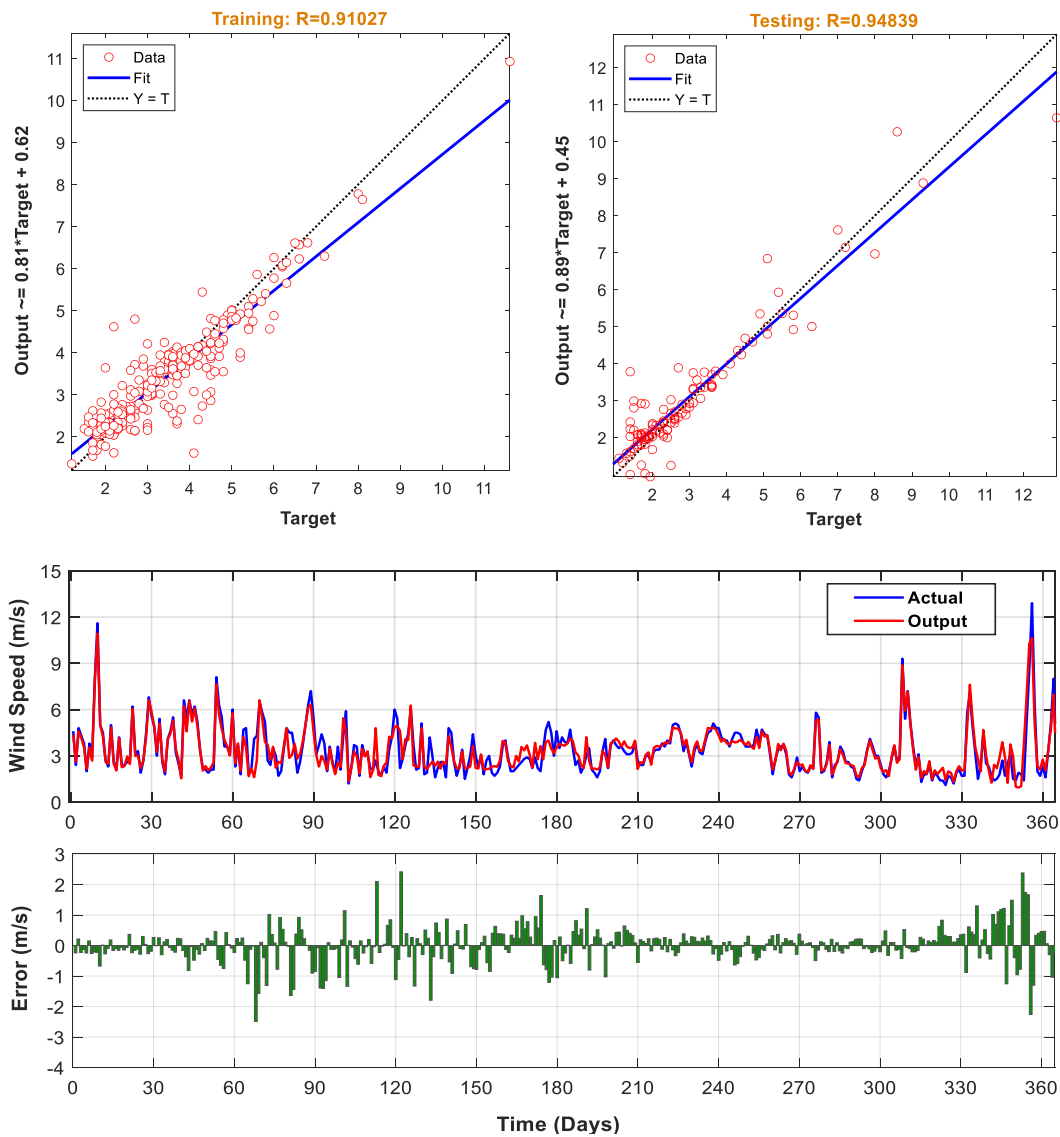 Training: R=0.91027
Data
Fit
Y = T
Output ~= 0.81*Target + 0.62
11
10
9
8
7
6
5
4
3
2
2 3 4 5 6 7 8 9 10 11
Target
Testing: R=0.94839
Data
Fit
Y = T
Output ~= 0.89*Target + 0.45
12
11
10
9
8
7
6
5
4
3
2
2 3 4 5 6 7 8 9 10 11 12
Target
Actual
Output
Wind Speed (m/s)
15
12
9
6
3
0
0 30 60 90 120 150 180 210 240 270 300 330 360
Error (m/s)
3
2
1
0
-1
-2
-3
-4
0 30 60 90 120 150 180 210 240 270 300 330 360
Time (Days)